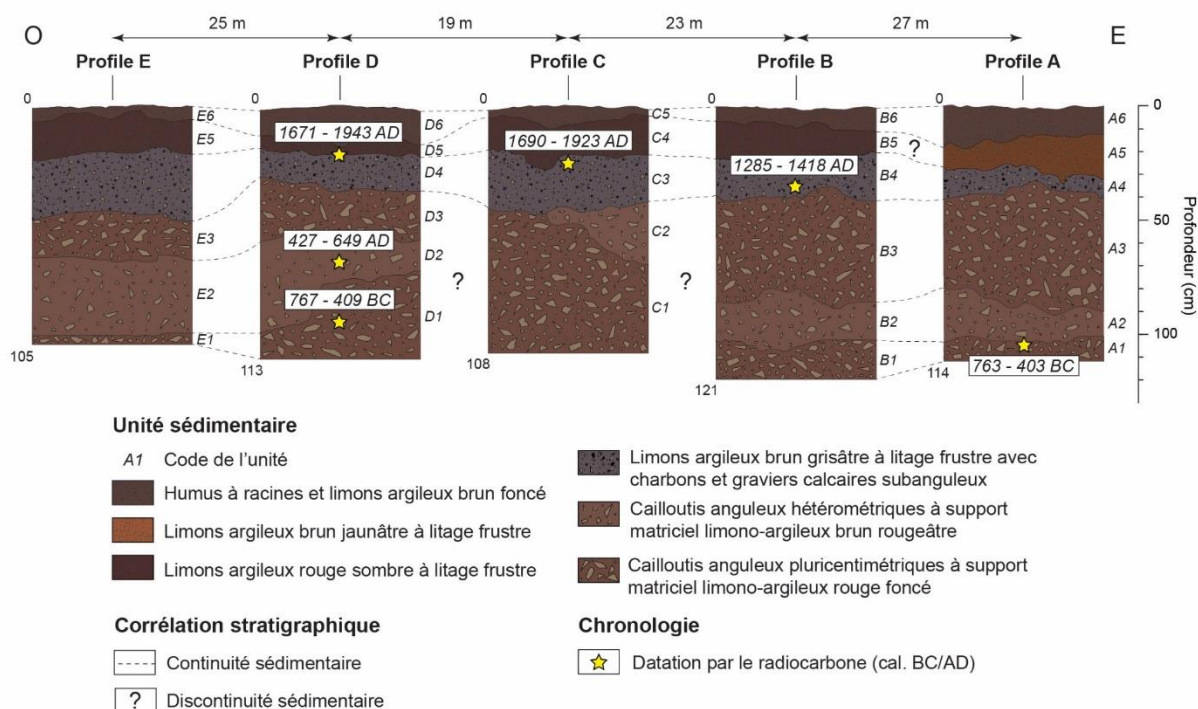 25 m
19 m
23 m
27 m
O
E
Profile E
Profile D
Profile C
Profile B
Profile A
0
0
0
0
0
0
E6
E5
E3
E2
E1
105
D6
1671 - 1943 AD
D5
D4
D3
427 - 649 AD
D2
767 - 409 BC
D1
113
?
C5
C4
1690 - 1923 AD
C3
C2
C1
108
?
B6
B5
?
1285 - 1418 AD
B4
B3
B2
B1
121
A6
A5
A4
A3
A2
A1
763 - 403 BC
114
50
100
Profondeur (cm)
Unité sédimentaire
A1 Code de l'unité
Humus à racines et limons argileux brun foncé
Limons argileux brun jaunâtre à litage frustre
Limons argileux rouge sombre à litage frustre
Limons argileux brun grisâtre à litage frustre avec
charbons et graviers calcaires subanguleux
Cailloutis anguleux hétérométriques à support
matriciel limono-argileux brun rougeâtre
Cailloutis anguleux pluricentimétriques à support
matriciel limono-argileux rouge foncé
Corrélation stratigraphique
Continuité sédimentaire
? Discontinuité sédimentaire
Chronologie
Datation par le radiocarbone (cal. BC/AD)